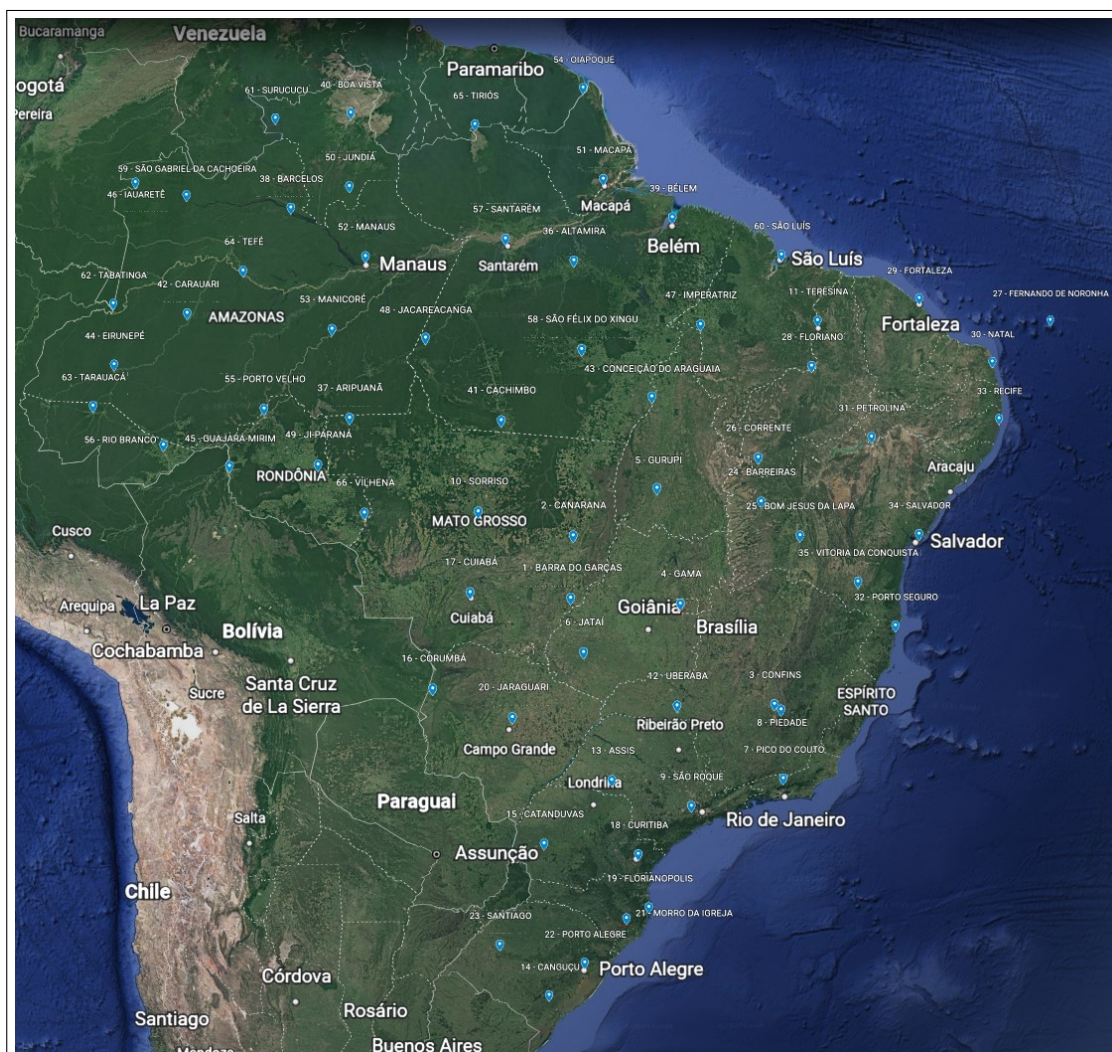 Bucaramanga
Venezuela
54 - OIAPOQUE
Paramaribo
ogotá
61 - SURUCUCU
40 - BOA VISTA
65 - TIRIÓS
Pereira
50 - JUNDIÁ
51 - MACAPÁ
59 - SÃO GABRIEL DA CACHOEIRA
38 - BARCELOS
39 - BÉLEM
46 - IAUARETÊ
57 - SANTARÉM
Macapá
52 - MANAUS
60 - SÃO LUÍS
36 - ALTAMIRA
64 - TEFÉ
Belém
Manaus
Santarém
São Luís
62 - TABATINGA
29 - FORTALEZA
42 - CARAUARI
11 - TERESINA
27 - FERNANDO DE NORONHA
53 - MANICORÉ
47 - IMPERATRIZ
48 - JACAREACANGA
AMAZONAS
58 - SÃO FÉLIX DO XINGU
Fortaleza
44 - EIRUNEPÉ
28 - FLORIANO
30 - NATAL
43 - CONCEIÇÃO DO ARAGUAIA
63 - TARAUACÁ
55 - PORTO VELHO
37 - ARIPUANÃ
41 - CACHIMBO
33 - RECIFE
31 - PETROLINA
26 - CORRENTE
56 - RIO BRANCO
45 - GUAJARÁ-MIRIM
49 - JI-PARANÁ
5 - GURUPI
24 - BARREIRAS
Aracaju
RONDÔNIA
66 - VILHENA
10 - SORRISO
2 - CANARANA
25 - BOM JESUS DA LAPA
34 - SALVADOR
MATO GROSSO
Cusco
Salvador
35 - VITORIA DA CONQUISTA
17 - CUIABÁ
1 - BARRA DO GARÇAS
4 - GAMA
32 - PORTO SEGURO
Arequipa
La Paz
Goiânia
Cuiabá
6 - JATAÍ
Brasília
Bolívia
Cochabamba
16 - CORUMBÁ
12 - UBERABA
3 - CONFINS
Santa Cruz
de La Sierra
20 - JARAGUARI
Sucre
ESPÍRITO
SANTO
Ribeirão Preto
8 - PIEDADE
Campo Grande
13 - ASSIS
7 - PICO DO COUTO
9 - SÃO ROQUE
Londrina
Paraguai
15 - CATANDUVAS
Salta
18 - CURITIBA
Rio de Janeiro
Assunção
19 - FLORIANOPOLIS
Chile
23 - SANTIAGO
21 - MORRO DA IGREJA
22 - PORTO ALEGRE
14 - CANGUÇU
Porto Alegre
Córdova
Rosário
Santiago
Buenos Aires
Mendoza